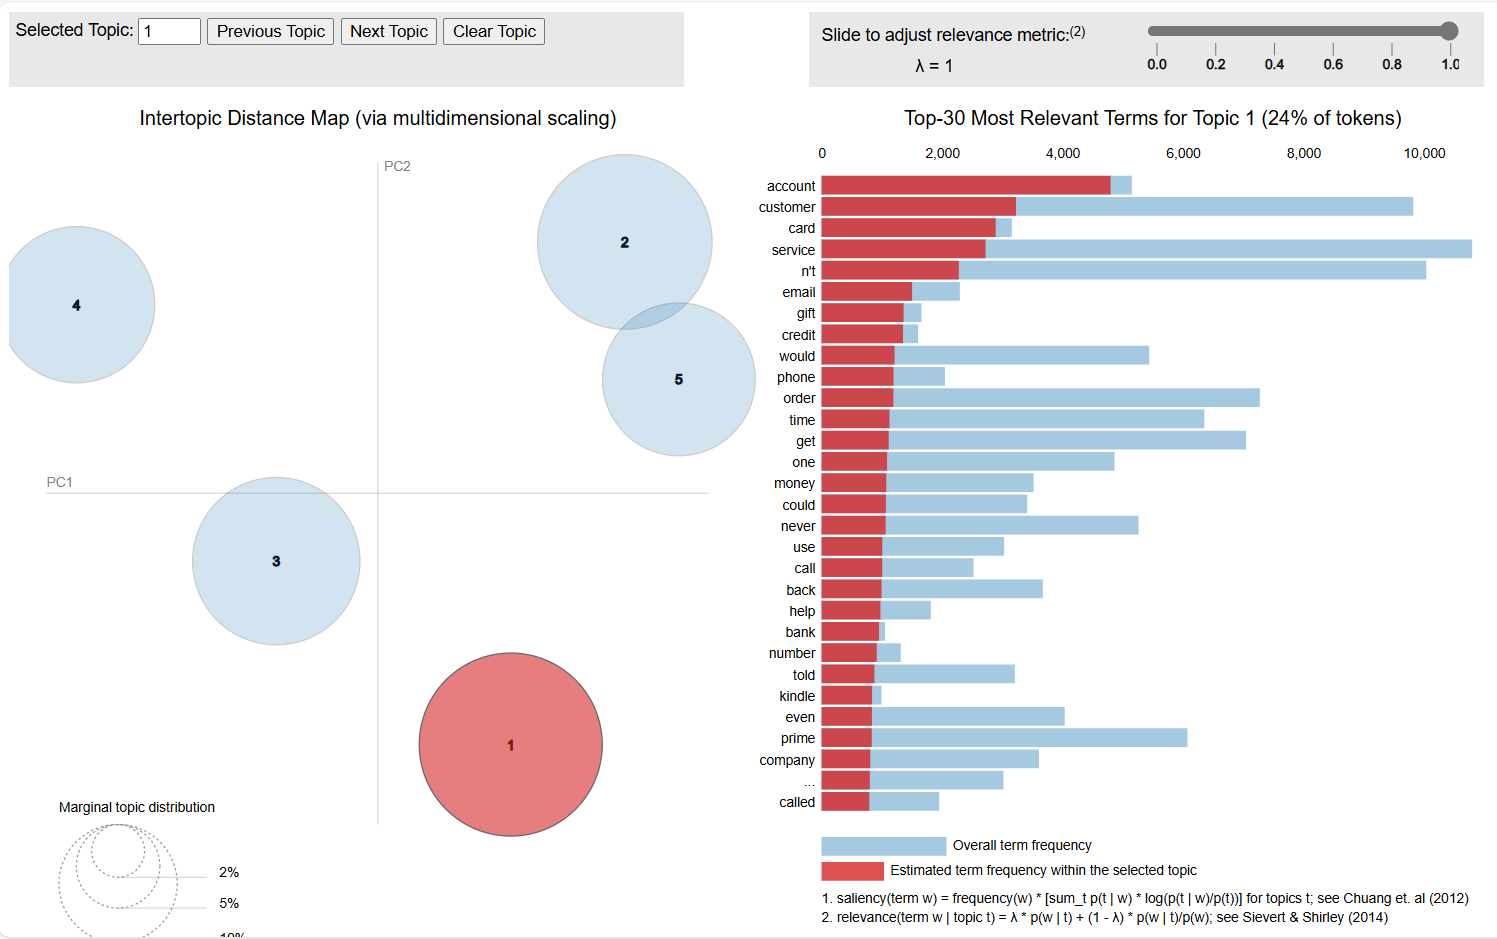 Selected Topic: 1 Previous Topic Next Topic Clear Topic
Slide to adjust relevance metric:(2)
λ = 1
0.0 0.2 0.4 0.6 0.8 1.0
Intertopic Distance Map (via multidimensional scaling)
PC2
PC1
2
4
5
3
1
Marginal topic distribution
2%
5%
10%
Top-30 Most Relevant Terms for Topic 1 (24% of tokens)
0 2,000 4,000 6,000 8,000 10,000
account
customer
card
service
n't
email
gift
credit
would
phone
order
time
get
one
money
could
never
use
call
back
help
bank
number
told
kindle
even
prime
company
...
called
Overall term frequency
Estimated term frequency within the selected topic
1. saliency(term w) = frequency(w) * [sum_t p(t | w) * log(p(t | w)/p(t))] for topics t; see Chuang et. al (2012)
2. relevance(term w | topic t) = λ * p(w | t) + (1 - λ) * p(w | t)/p(w); see Sievert & Shirley (2014)